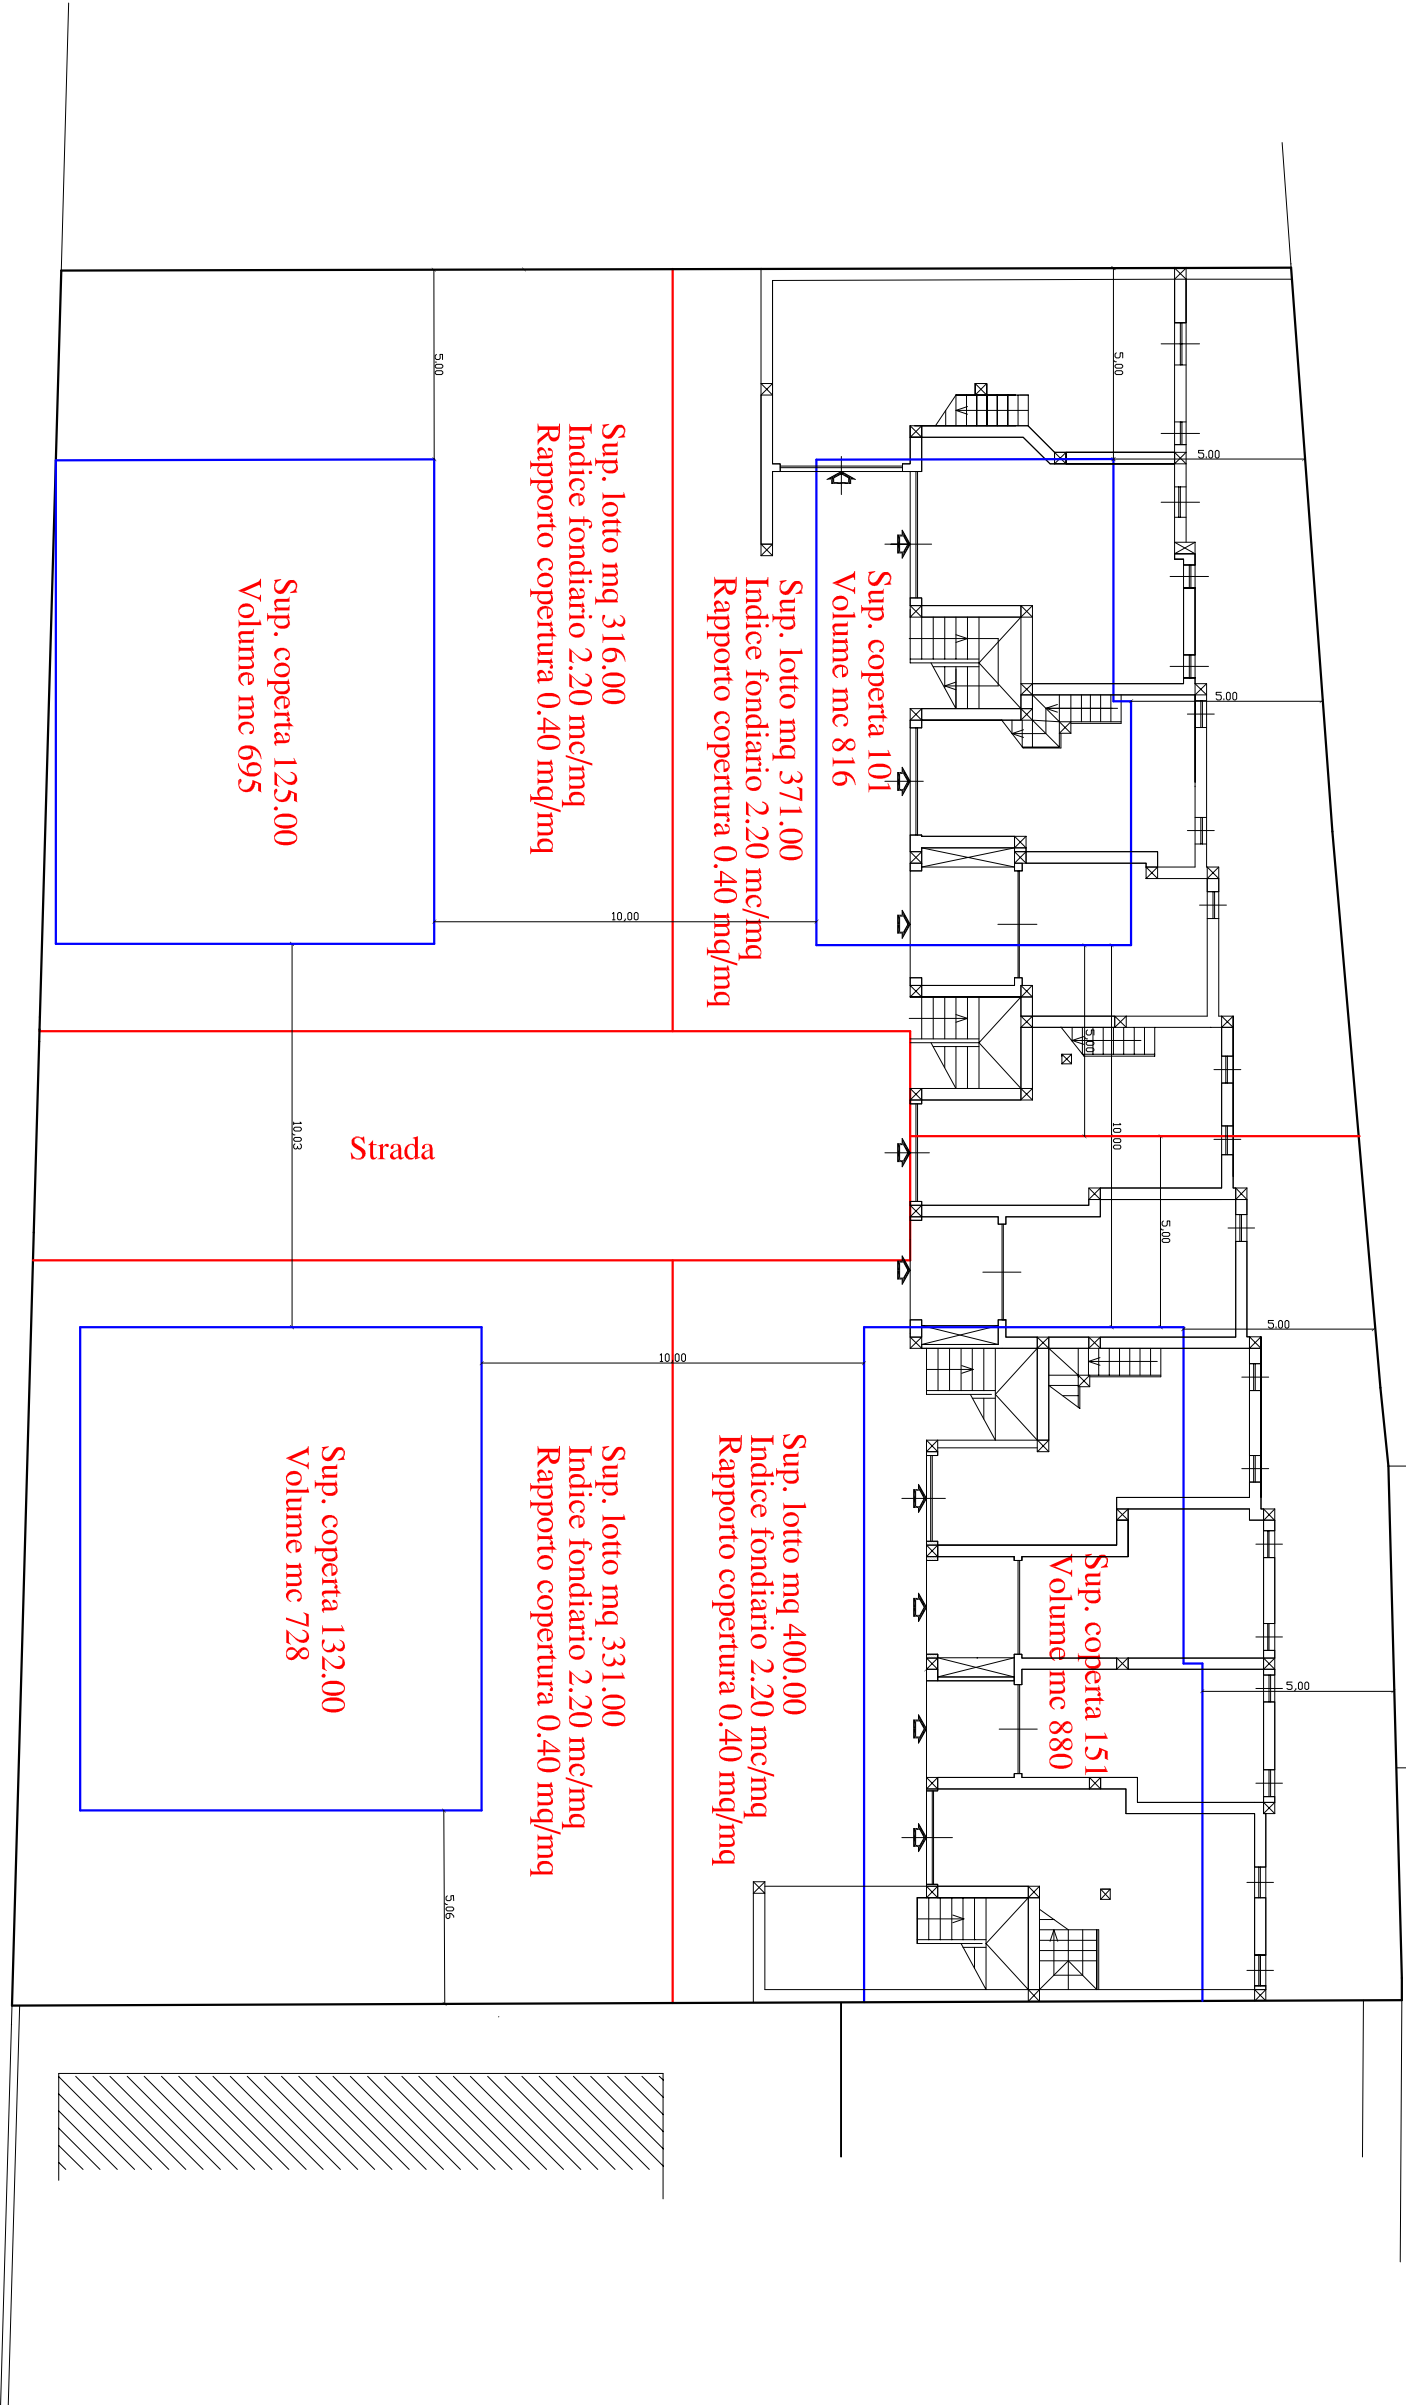 5.00
5,00
5.00
Sup. lotto mq 316.00
Indice fondiario 2.20 mc/mq
Rapporto copertura 0.40 mq/mq
Sup. coperta 125.00
Volume mc 695
Sup. lotto mq 371.00
Indice fondiario 2.20 mc/mq
Rapporto copertura 0.40 mq/mq
Sup. coperta 101
Volume mc 816
5.00
10,00
5,00
10,03
Strada
10.00
5,00
5.00
10,00
Sup. lotto mq 331.00
Indice fondiario 2.20 mc/mq
Rapporto copertura 0.40 mq/mq
Sup. coperta 132.00
Volume mc 728
Sup. lotto mq 400.00
Indice fondiario 2.20 mc/mq
Rapporto copertura 0.40 mq/mq
Sup. coperta 151
Volume mc 880
5,00
5,06